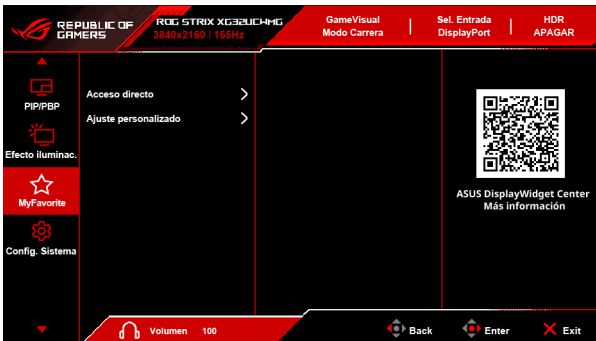 REPUBLIC OF
GAMERS
ROG STRIX XG32UCWMG
3840x2160 | 165Hz
GameVisual
Modo Carrera
Sel. Entrada
DisplayPort
HDR
APAGAR
PIP/PBP
Efecto iluminac.
MyFavorite
Config. Sistema
Acceso directo
Ajuste personalizado
ASUS DisplayWidget Center
Más información
Volumen 100
Back
Enter
Exit